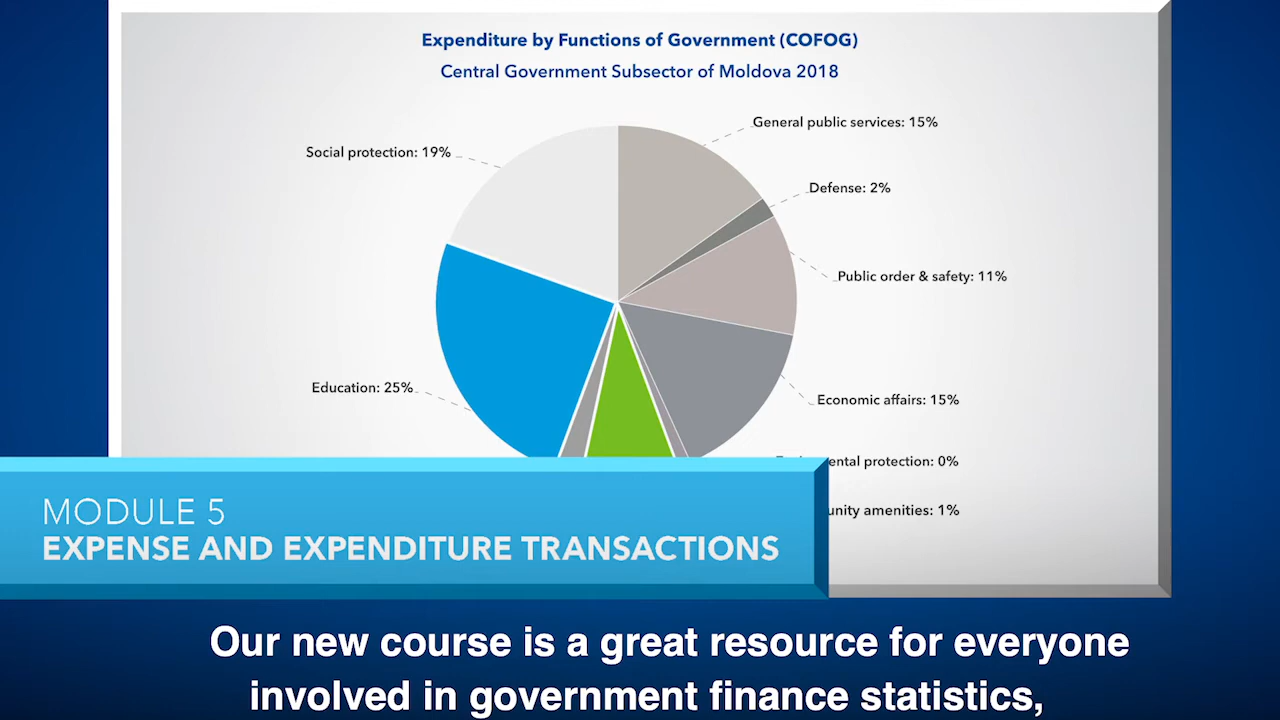 Expenditure by Functions of Government (COFOG)
Central Government Subsector of Moldova 2018
General public services: 15%
Social protection: 19%
Defense: 2%
Public order & safety: 11%
Education: 25%
Economic affairs: 15%
protection: 0%
amenities: 1%
MODULE 5
EXPENSE AND EXPENDITURE TRANSACTIONS
Our new course is a great resource for everyone
involved in government finance statistics,